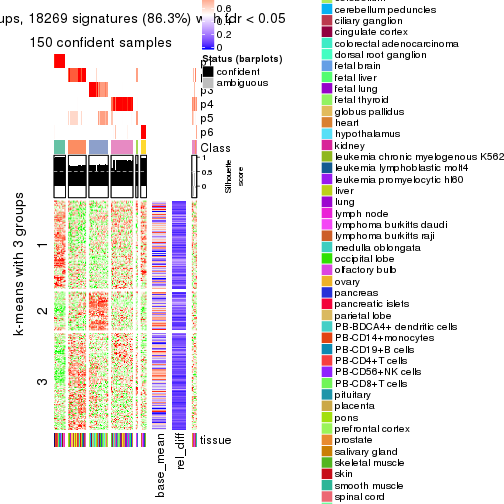 ups, 18269 signatures (86.3%) w fdr < 0.05
150 confident samples
p3
p4
p5
p6
Class
0.6
0
Status (barplots)
confident
ambiguous
1
0.5
0
Silhouette
score
k-means with 3 groups
1
2
3
tissue
base_mean
rel_diff
cerebellum peduncles
ciliary ganglion
cingulate cortex
colorectal adenocarcinoma
dorsal root ganglion
fetal brain
fetal liver
fetal lung
fetal thyroid
globus pallidus
heart
hypothalamus
kidney
leukemia chronic myelogenous K562
leukemia lymphoblastic molt4
leukemia promyelocytic hl60
liver
lung
lymph node
lymphoma burkitts daudi
lymphoma burkitts raji
medulla oblongata
occipital lobe
olfactory bulb
ovary
pancreas
pancreatic islets
parietal lobe
PB-BDCA4+ dendritic cells
PB-CD14+monocytes
PB-CD19+B cells
PB-CD4+T cells
PB-CD56+NK cells
PB-CD8+T cells
pituitary
placenta
pons
prefrontal cortex
prostate
salivary gland
skeletal muscle
skin
smooth muscle
spinal cord